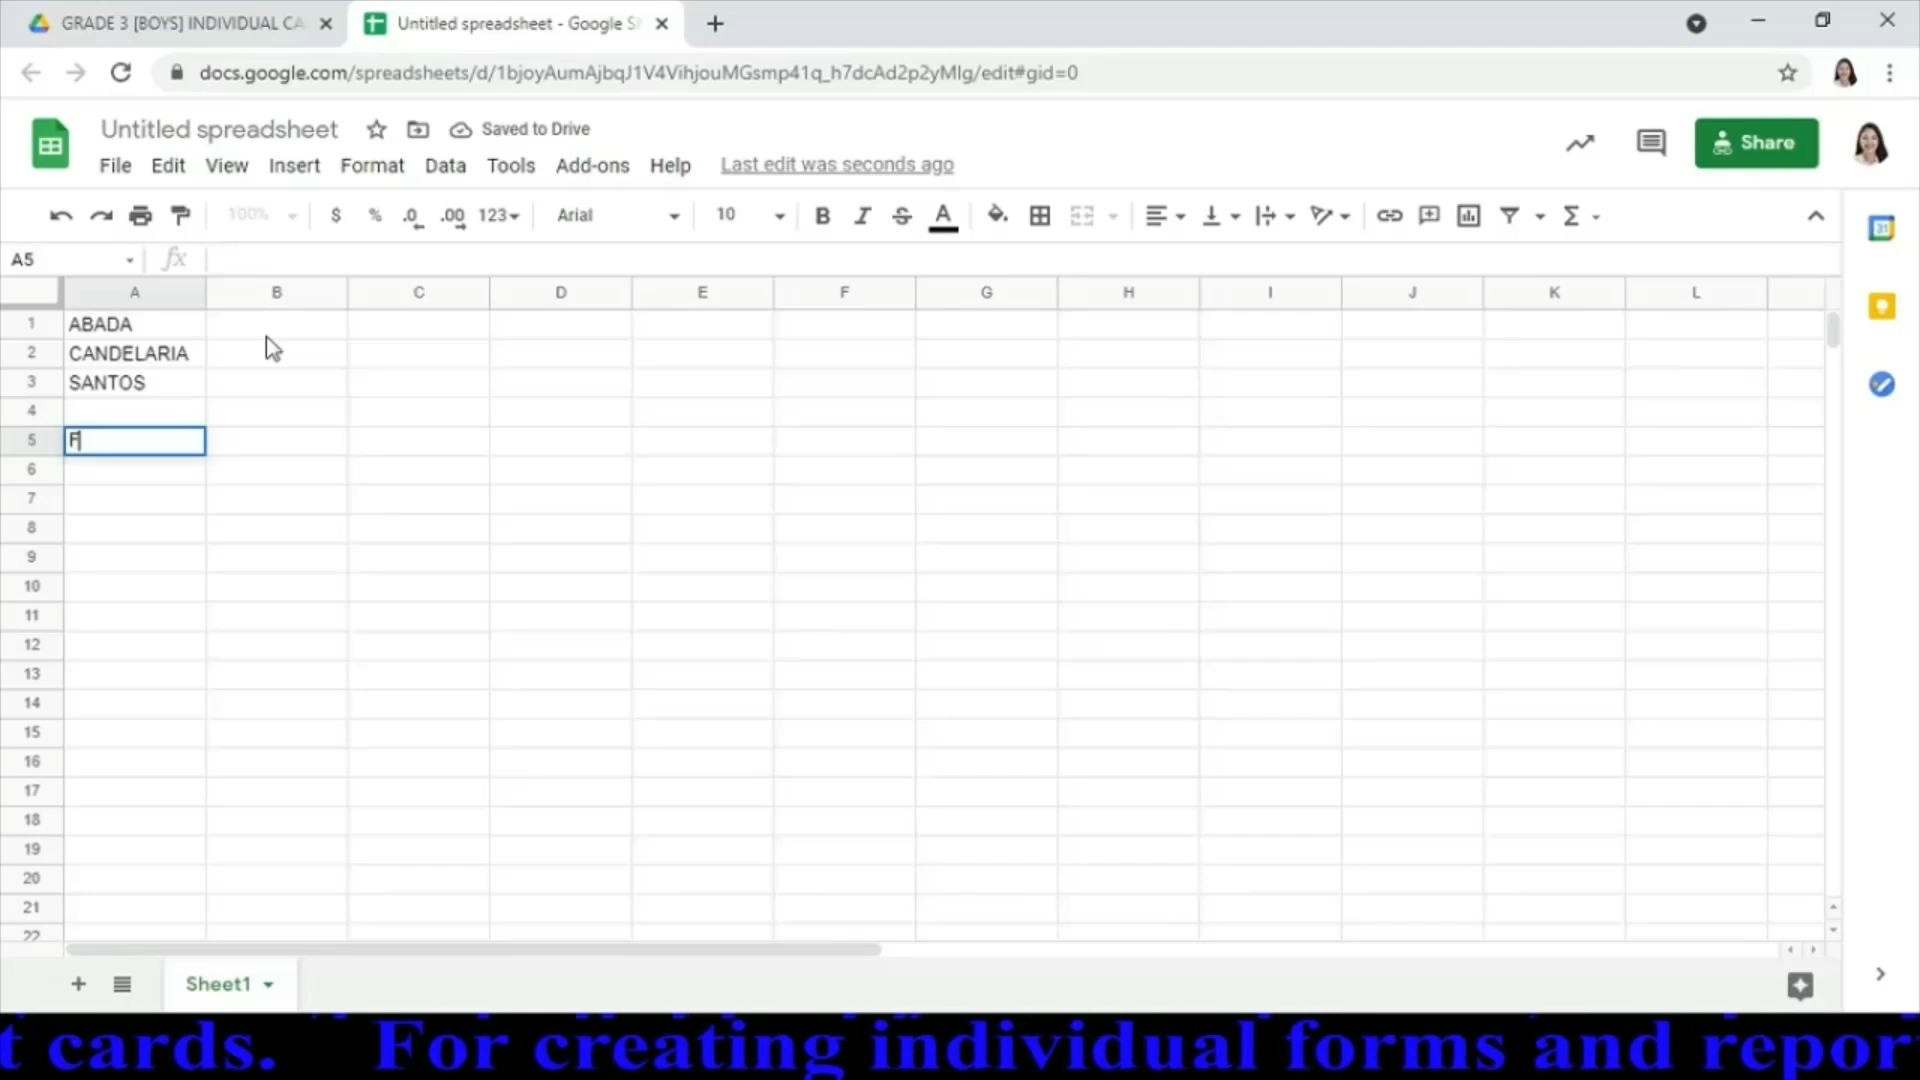 GRADE 3 [BOYS] INDIVIDUAL CA
Untitled spreadsheet - Google S
docs.google.com/spreadsheets/d/1bjoyAumAjbqJ1V4VihjouMGsmp41q_h7dcAd2p2yMlg/edit#gid=0
Untitled spreadsheet
Saved to Drive
Share
File Edit View Insert Format Data Tools Add-ons Help Last edit was seconds ago
100% $ % .0 .00 123 Arial 10 B I S A
31
A5 fx
A B C D E F G H I J K L
1 ABADA
2 CANDELARIA
3 SANTOS
4
5 F
6
7
8
9
10
11
12
13
14
15
16
17
18
19
20
21
22
Sheet1
t cards. For creating individual forms and repor